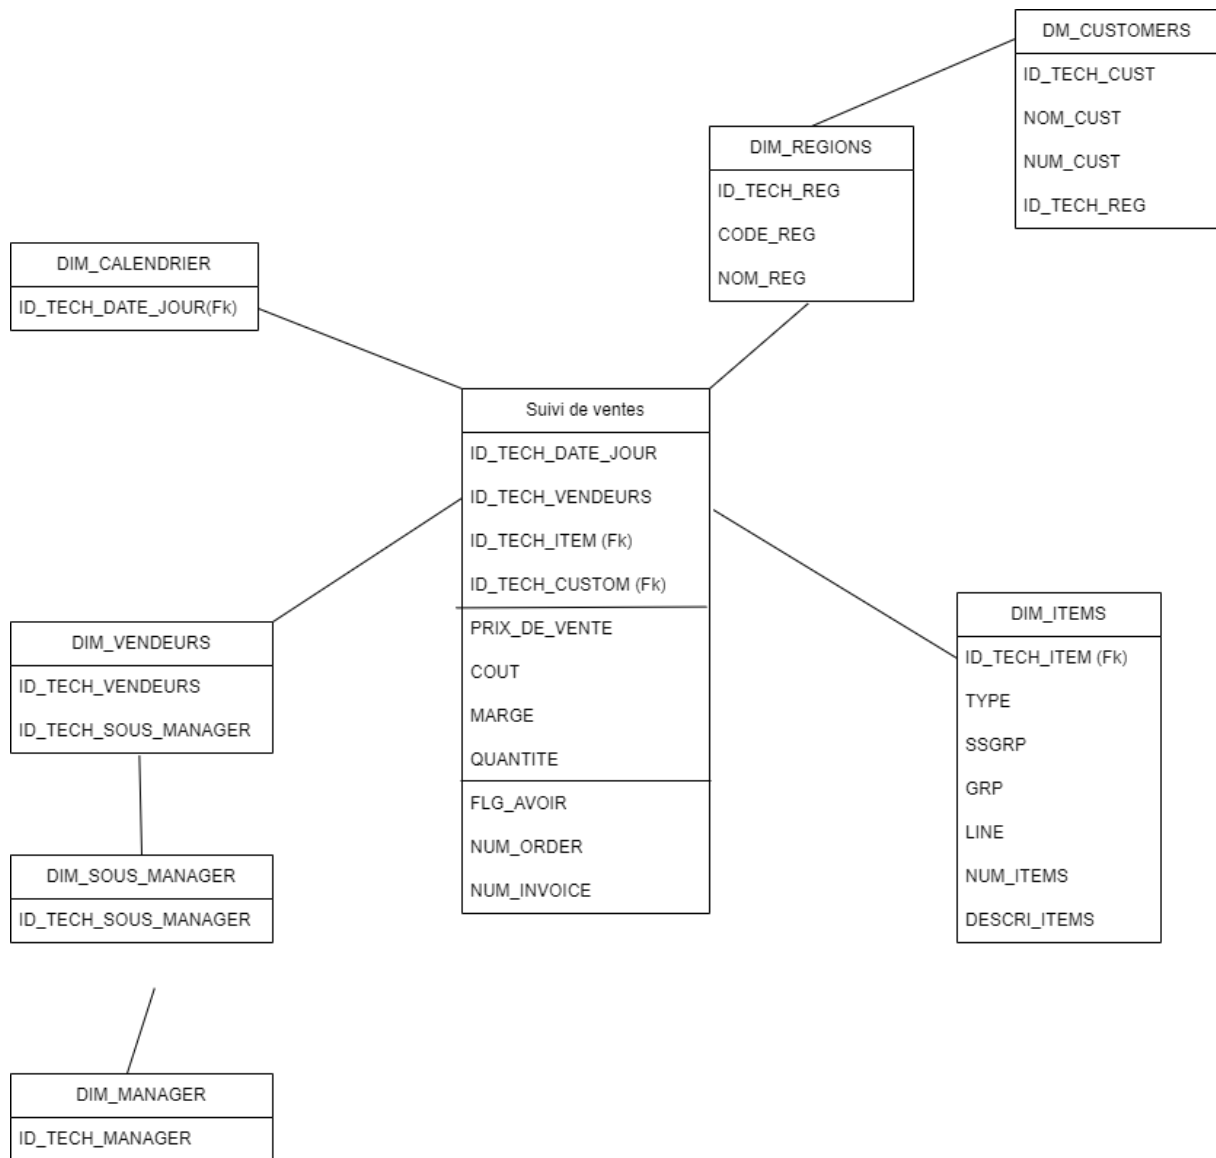 DM_CUSTOMERS
ID_TECH_CUST
NOM_CUST
NUM_CUST
ID_TECH_REG
DIM_REGIONS
ID_TECH_REG
CODE_REG
NOM_REG
DIM_CALENDRIER
ID_TECH_DATE_JOUR(Fk)
Suivi de ventes
ID_TECH_DATE_JOUR
ID_TECH_VENDEURS
ID_TECH_ITEM (Fk)
ID_TECH_CUSTOM (Fk)
PRIX_DE_VENTE
COUT
MARGE
QUANTITE
FLG_AVOIR
NUM_ORDER
NUM_INVOICE
DIM_VENDEURS
ID_TECH_VENDEURS
ID_TECH_SOUS_MANAGER
DIM_ITEMS
ID_TECH_ITEM (Fk)
TYPE
SSGRP
GRP
LINE
NUM_ITEMS
DESCRI_ITEMS
DIM_SOUS_MANAGER
ID_TECH_SOUS_MANAGER
DIM_MANAGER
ID_TECH_MANAGER